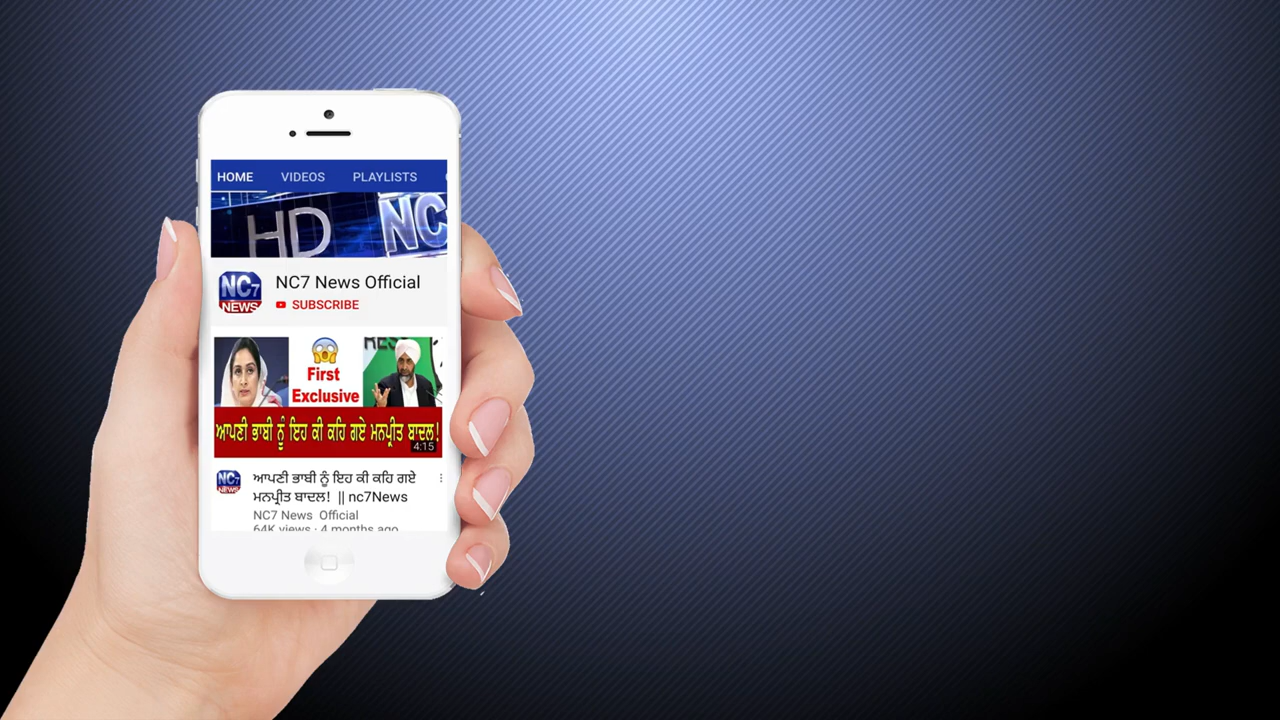 HOME VIDEOS PLAYLISTS
HD NC
NC7 NEWS
NC7 News Official
SUBSCRIBE
First
Exclusive
ਆਪਣੀ ਭਾਬੀ ਨੂੰ ਇਹ ਕੀ ਕਹਿ ਗਏ ਮਨਪ੍ਰੀਤ ਬਾਦਲ!
4:15
NC7 NEWS
ਆਪਣੀ ਭਾਬੀ ਨੂੰ ਇਹ ਕੀ ਕਹਿ ਗਏ
ਮਨਪ੍ਰੀਤ ਬਾਦਲ! || nc7News
NC7 News Official
64K views · 4 months ago